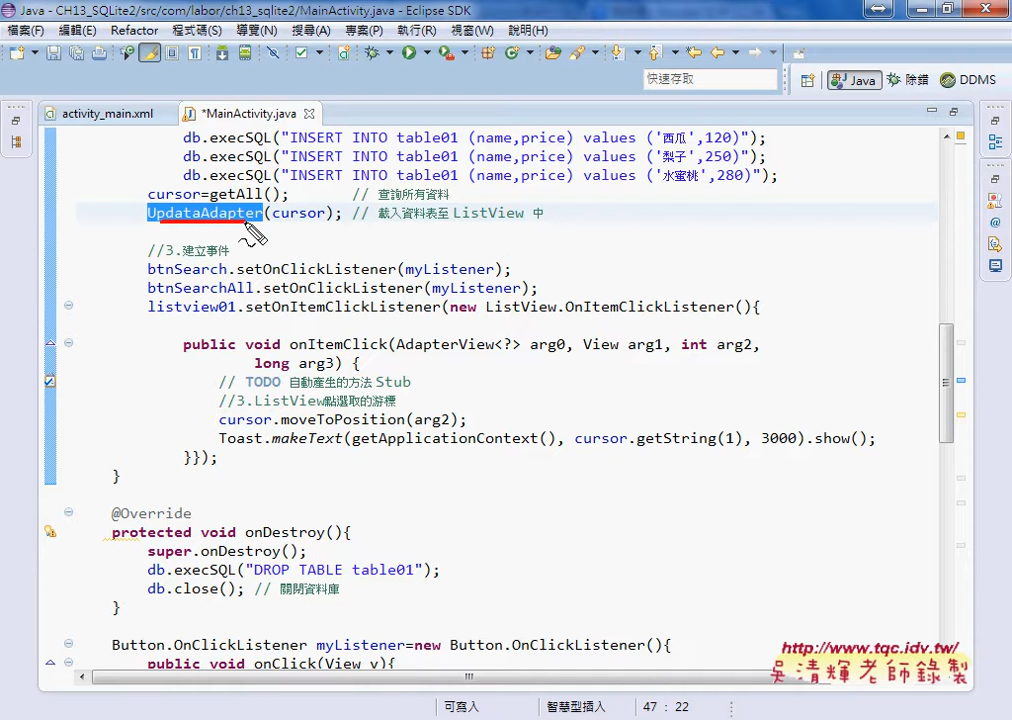 Java - CH13_SQLite2/src/com/labor/ch13_sqlite2/MainActivity.java - Eclipse SDK
檔案(F) 編輯(E) Refactor 程式碼(S) 導覽(N) 搜尋(A) 專案(P) 執行(R) 視窗(W) 說明(H)
快速存取 Java 除錯 DDMS
activity_main.xml *MainActivity.java
db.execSQL("INSERT INTO table01 (name,price) values ('西瓜',120)");
db.execSQL("INSERT INTO table01 (name,price) values ('梨子',250)");
db.execSQL("INSERT INTO table01 (name,price) values ('水蜜桃',280)");
cursor=getAll(); // 查詢所有資料
UpdataAdapter(cursor); // 載入資料表至 ListView 中
//3.建立事件
btnSearch.setOnClickListener(myListener);
btnSearchAll.setOnClickListener(myListener);
listview01.setOnItemClickListener(new ListView.OnItemClickListener(){
public void onItemClick(AdapterView<?> arg0, View arg1, int arg2,
long arg3) {
// TODO 自動產生的方法 Stub
//3.ListView點選取的游標
cursor.moveToPosition(arg2);
Toast.makeText(getApplicationContext(), cursor.getString(1), 3000).show();
}});
}
@Override
protected void onDestroy(){
super.onDestroy();
db.execSQL("DROP TABLE table01");
db.close(); // 關閉資料庫
}
Button.OnClickListener myListener=new Button.OnClickListener(){
public void onClick(View v){
http://www.tqc.idv.tw/
吳清輝老師錄製
可寫入 智慧型插入 47 : 22